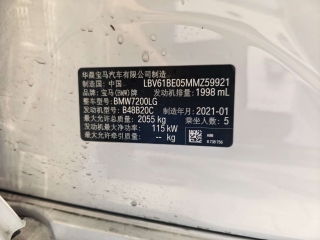 华晨宝马汽车有限公司
制造国：中国 LBV61BE05MMZ59921
品牌：宝马(BMW)牌 发动机排量：1998 mL
整车型号：BMW7200LG
发动机型号：B48B20C 制造年月：2021-01
最大允许总质量：2055 kg 乘坐人数：5
发动机最大净功率：115 kW
最大允许牵引质量：-- kg